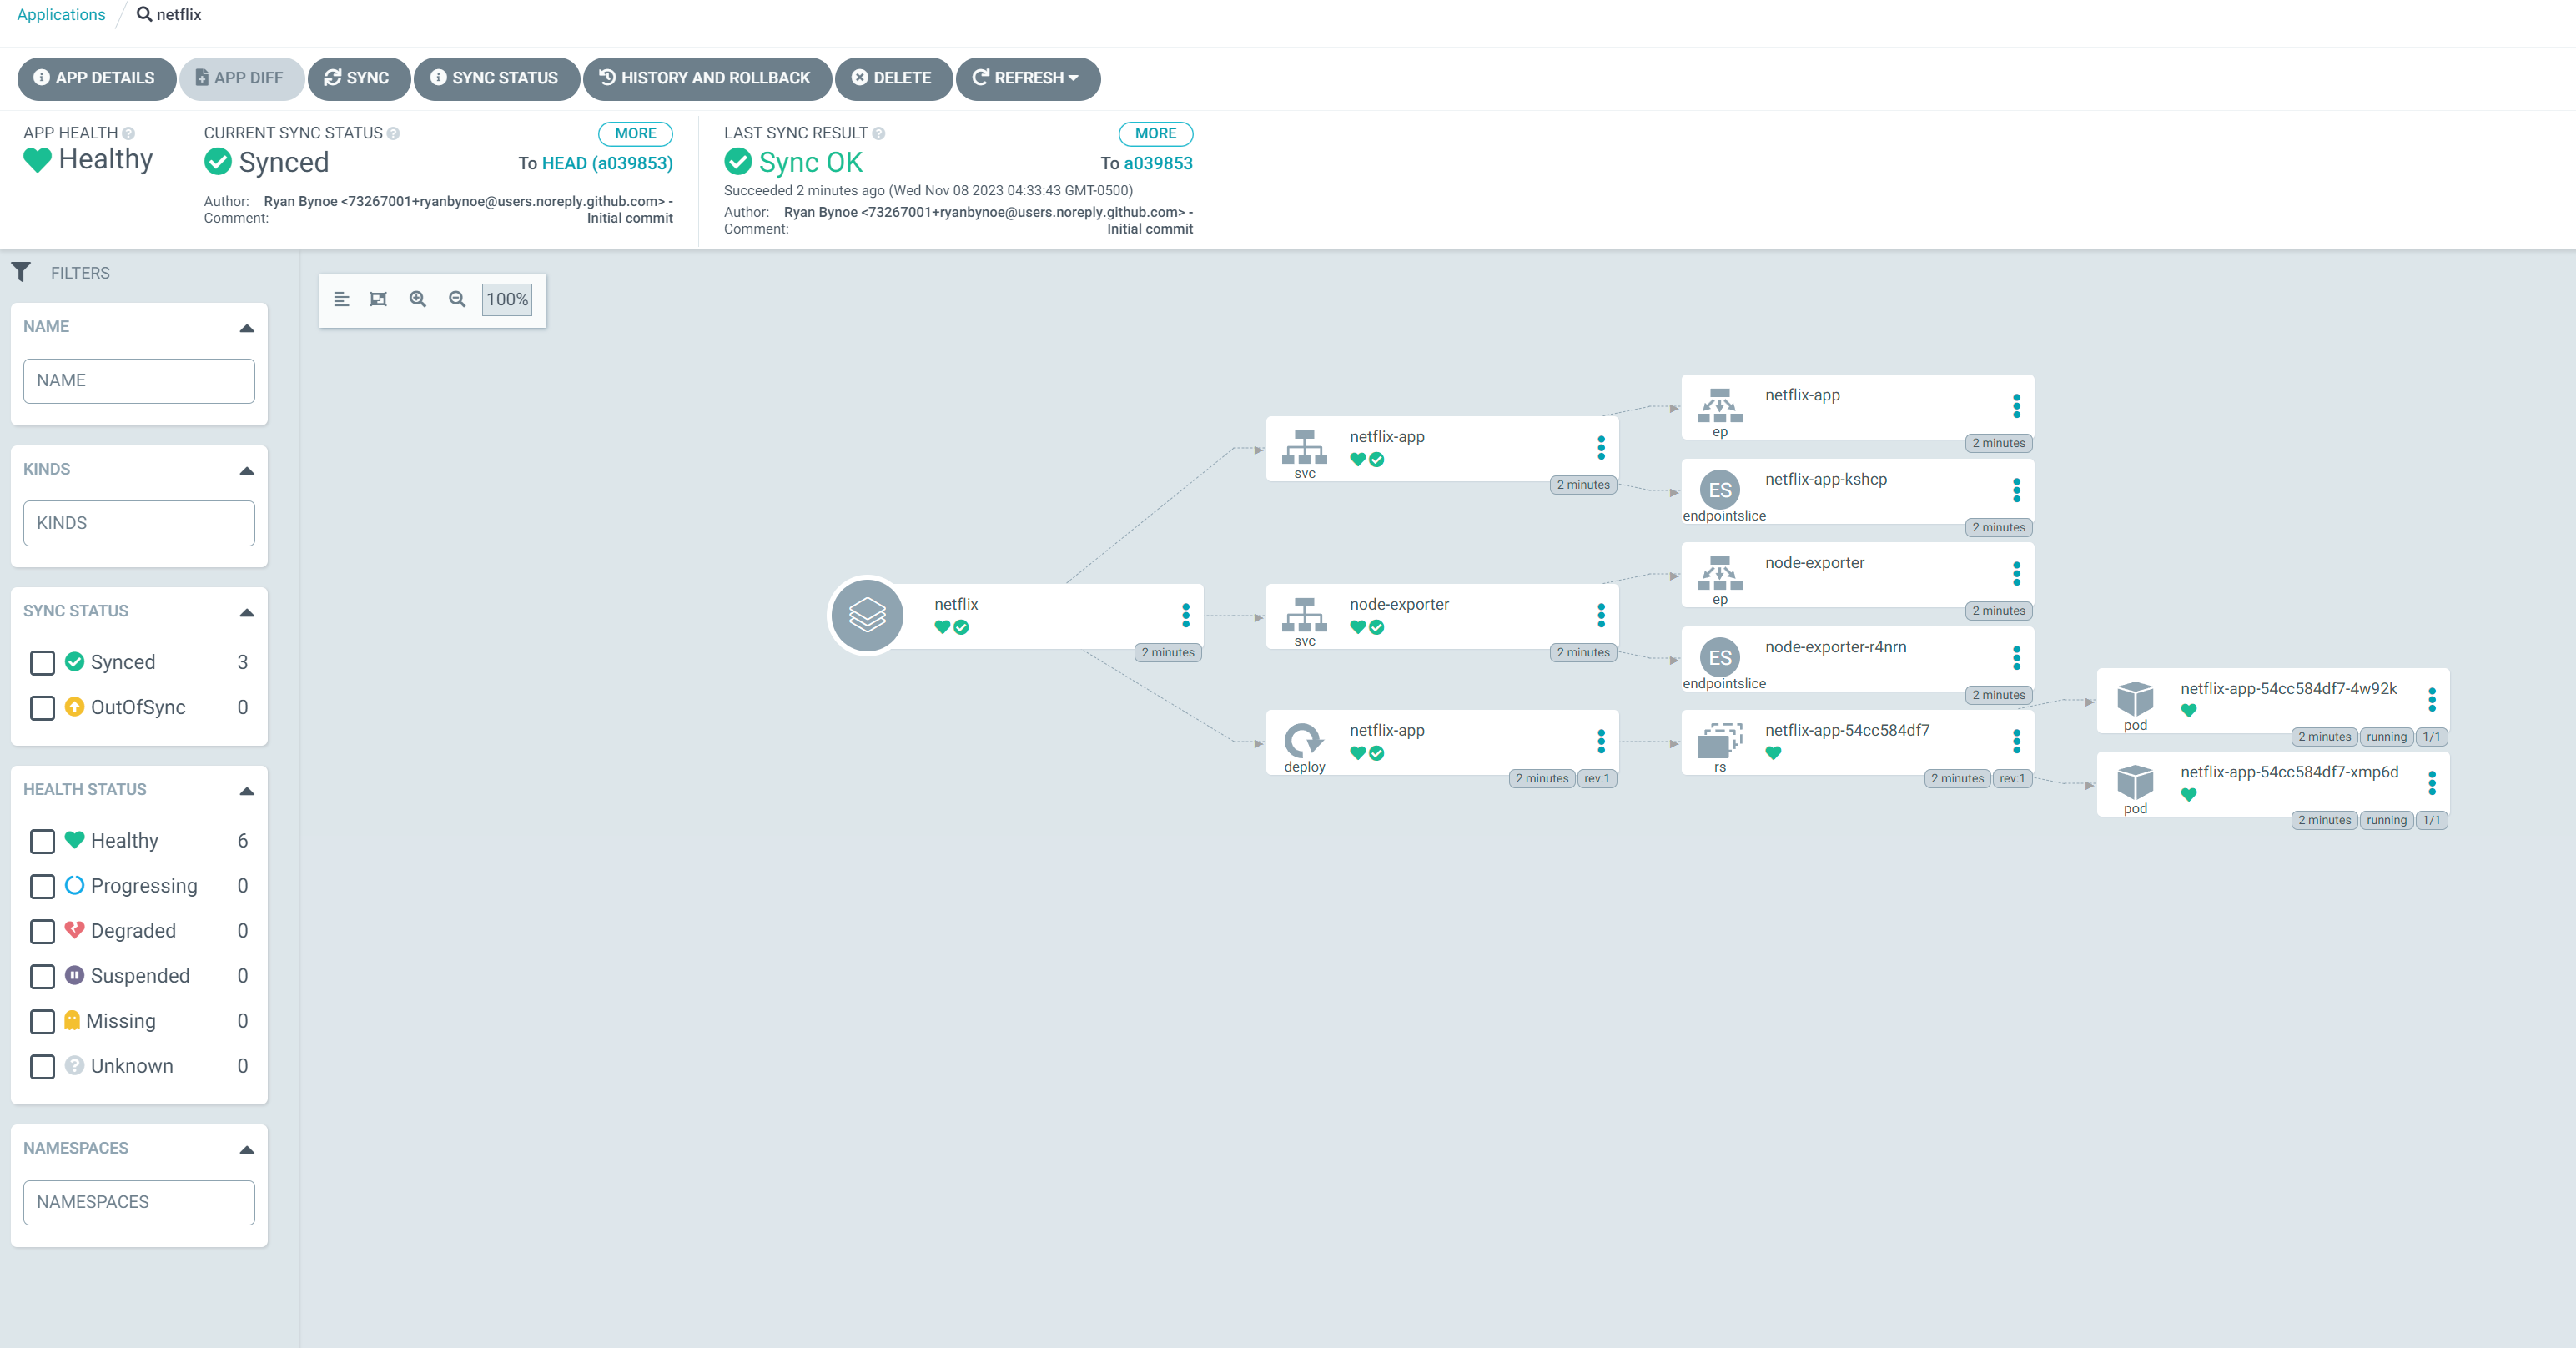 Applications / netflix
APP DETAILS APP DIFF SYNC SYNC STATUS HISTORY AND ROLLBACK DELETE REFRESH
APP HEALTH
Healthy
CURRENT SYNC STATUS MORE
Synced To HEAD (a039853)
Author: Ryan Bynoe <73267001+ryanbynoe@users.noreply.github.com> -
Comment: Initial commit
LAST SYNC RESULT MORE
Sync OK To a039853
Succeeded 2 minutes ago (Wed Nov 08 2023 04:33:43 GMT-0500)
Author: Ryan Bynoe <73267001+ryanbynoe@users.noreply.github.com> -
Comment: Initial commit
FILTERS
NAME
NAME
KINDS
KINDS
SYNC STATUS
Synced 3
OutOfSync 0
HEALTH STATUS
Healthy 6
Progressing 0
Degraded 0
Suspended 0
Missing 0
Unknown 0
NAMESPACES
NAMESPACES
100%
netflix
2 minutes
netflix-app
svc
2 minutes
node-exporter
svc
2 minutes
netflix-app
deploy
2 minutes rev:1
netflix-app
ep
2 minutes
ES netflix-app-kshcp
endpointslice
2 minutes
node-exporter
ep
2 minutes
ES node-exporter-r4nrn
endpointslice
2 minutes
netflix-app-54cc584df7
rs
2 minutes rev:1
netflix-app-54cc584df7-4w92k
pod
2 minutes running 1/1
netflix-app-54cc584df7-xmp6d
pod
2 minutes running 1/1